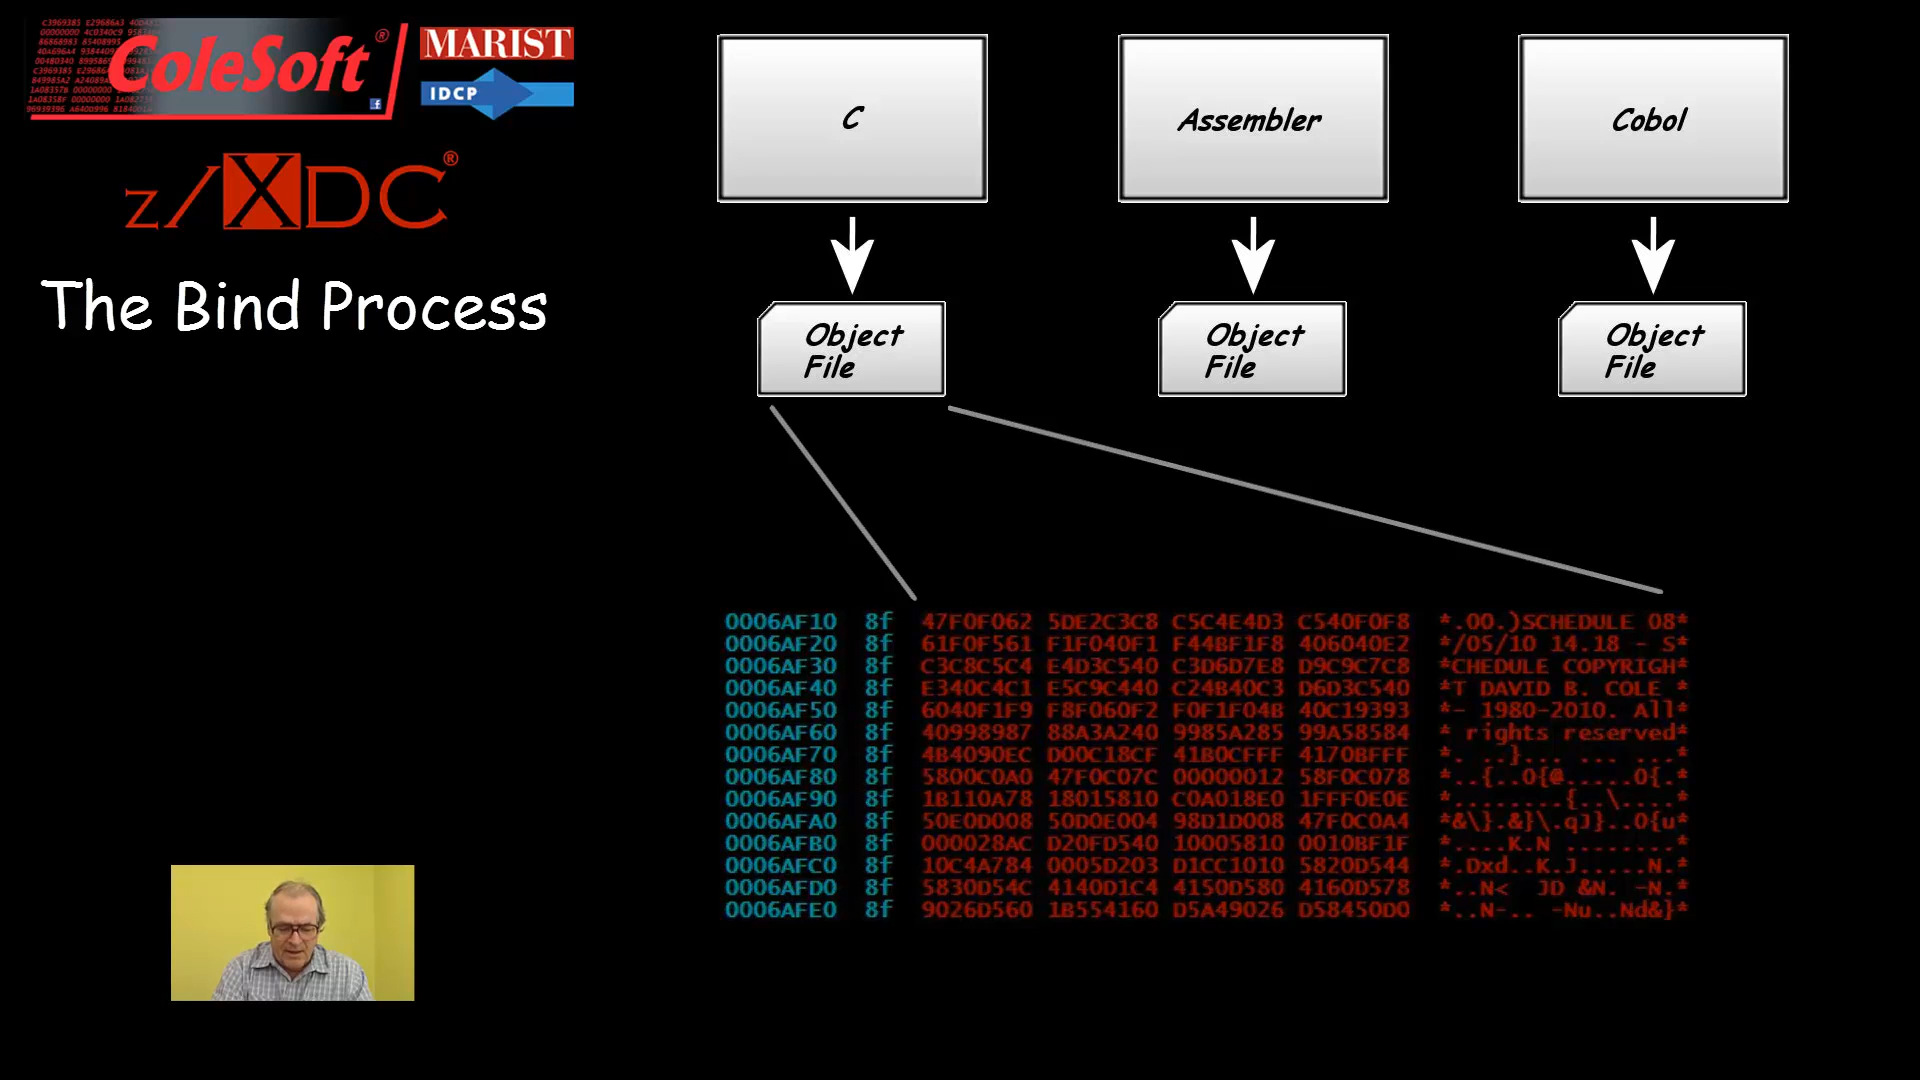 ColeSoft®
MARIST
IDCP
z/XDC®
The Bind Process
C
Assembler
Cobol
Object
File
Object
File
Object
File
0006AF10 8f 47F0F062 5DE2C3C8 C5C4E4D3 C540F0F8 *.00.)SCHEDULE 08*
0006AF20 8f 61F0F561 F1F040F1 F44BF1F8 406040E2 */05/10 14.18 - S*
0006AF30 8f C3C8C5C4 E4D3C540 C3D6D7E8 D9C9C7C8 *CHEDULE COPYRIGH*
0006AF40 8f E340C4C1 E5C9C440 C24B40C3 D6D3C540 *T DAVID B. COLE *
0006AF50 8f 6040F1F9 F8F060F2 F0F1F04B 40C19393 *- 1980-2010. All*
0006AF60 8f 40998987 88A3A240 9985A285 99A58584 * rights reserved*
0006AF70 8f 4B4090EC D00C18CF 41B0CFFF 4170BFFF *. ..}... ... ...*
0006AF80 8f 5800C0A0 47F0C07C 00000012 58F0C078 *..{..0{@.....0{.*
0006AF90 8f 1B110A78 18015810 C0A018E0 1FFF0E0E *........{..\....*
0006AFA0 8f 50E0D008 50D0E004 98D1D008 47F0C0A4 *&\}.&}\.qJ}..0{u*
0006AFB0 8f 000028AC D20FD540 10005810 0010BF1F *....K.N ........*
0006AFC0 8f 10C4A784 0005D203 D1CC1010 5820D544 *.Dxd..K.J.....N.*
0006AFD0 8f 5830D54C 4140D1C4 4150D580 4160D578 *..N< JD &N. -N.*
0006AFE0 8f 9026D560 1B554160 D5A49026 D58450D0 *..N-.. -Nu..Nd&}*